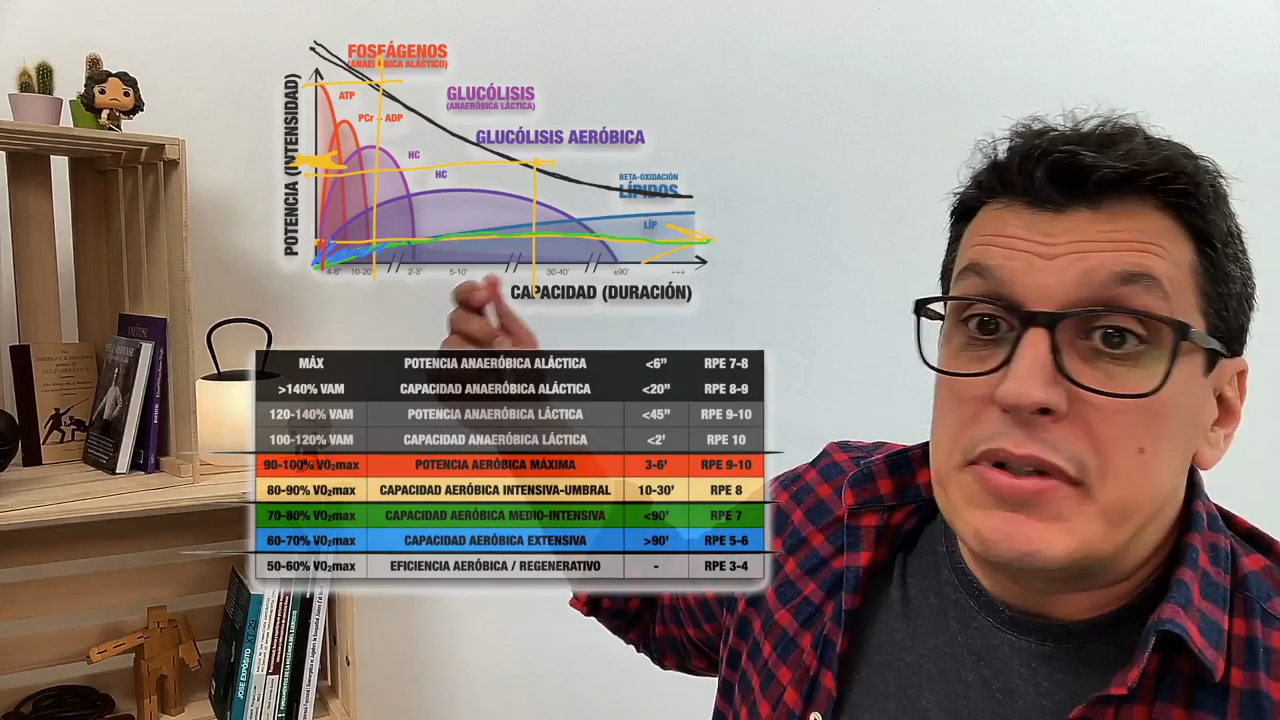 FOSFÁGENOS
(ANAERÓBICA ALÁCTICO)
ATP
PCr + ADP
GLUCÓLISIS
(ANAERÓBICA LÁCTICA)
GLUCÓLISIS AERÓBICA
HC
HC
BETA-OXIDACIÓN
LÍPIDOS
LÍP
POTENCIA (INTENSIDAD)
4-6" 10-20" 2-3' 5-10' 30-40' ±90' +++
CAPACIDAD (DURACIÓN)
MÁX POTENCIA ANAERÓBICA ALÁCTICA <6” RPE 7-8
>140% VAM CAPACIDAD ANAERÓBICA ALÁCTICA <20” RPE 8-9
120-140% VAM POTENCIA ANAERÓBICA LÁCTICA <45” RPE 9-10
100-120% VAM CAPACIDAD ANAERÓBICA LÁCTICA <2’ RPE 10
90-100% VO₂max POTENCIA AERÓBICA MÁXIMA 3-6’ RPE 9-10
80-90% VO₂max CAPACIDAD AERÓBICA INTENSIVA-UMBRAL 10-30’ RPE 8
70-80% VO₂max CAPACIDAD AERÓBICA MEDIO-INTENSIVA <90’ RPE 7
60-70% VO₂max CAPACIDAD AERÓBICA EXTENSIVA >90’ RPE 5-6
50-60% VO₂max EFICIENCIA AERÓBICA / REGENERATIVO - RPE 3-4
JOSE EXPÓSITO